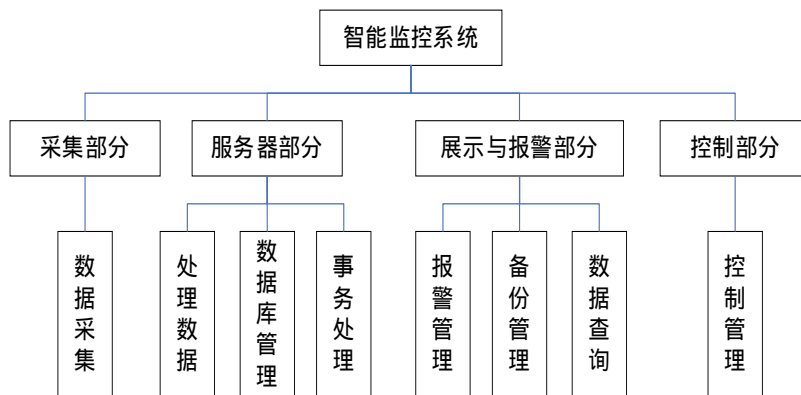 智能监控系统
采集部分
服务器部分
展示与报警部分
控制部分
数据采集
处理数据
数据库管理
事务处理
报警管理
备份管理
数据查询
控制管理